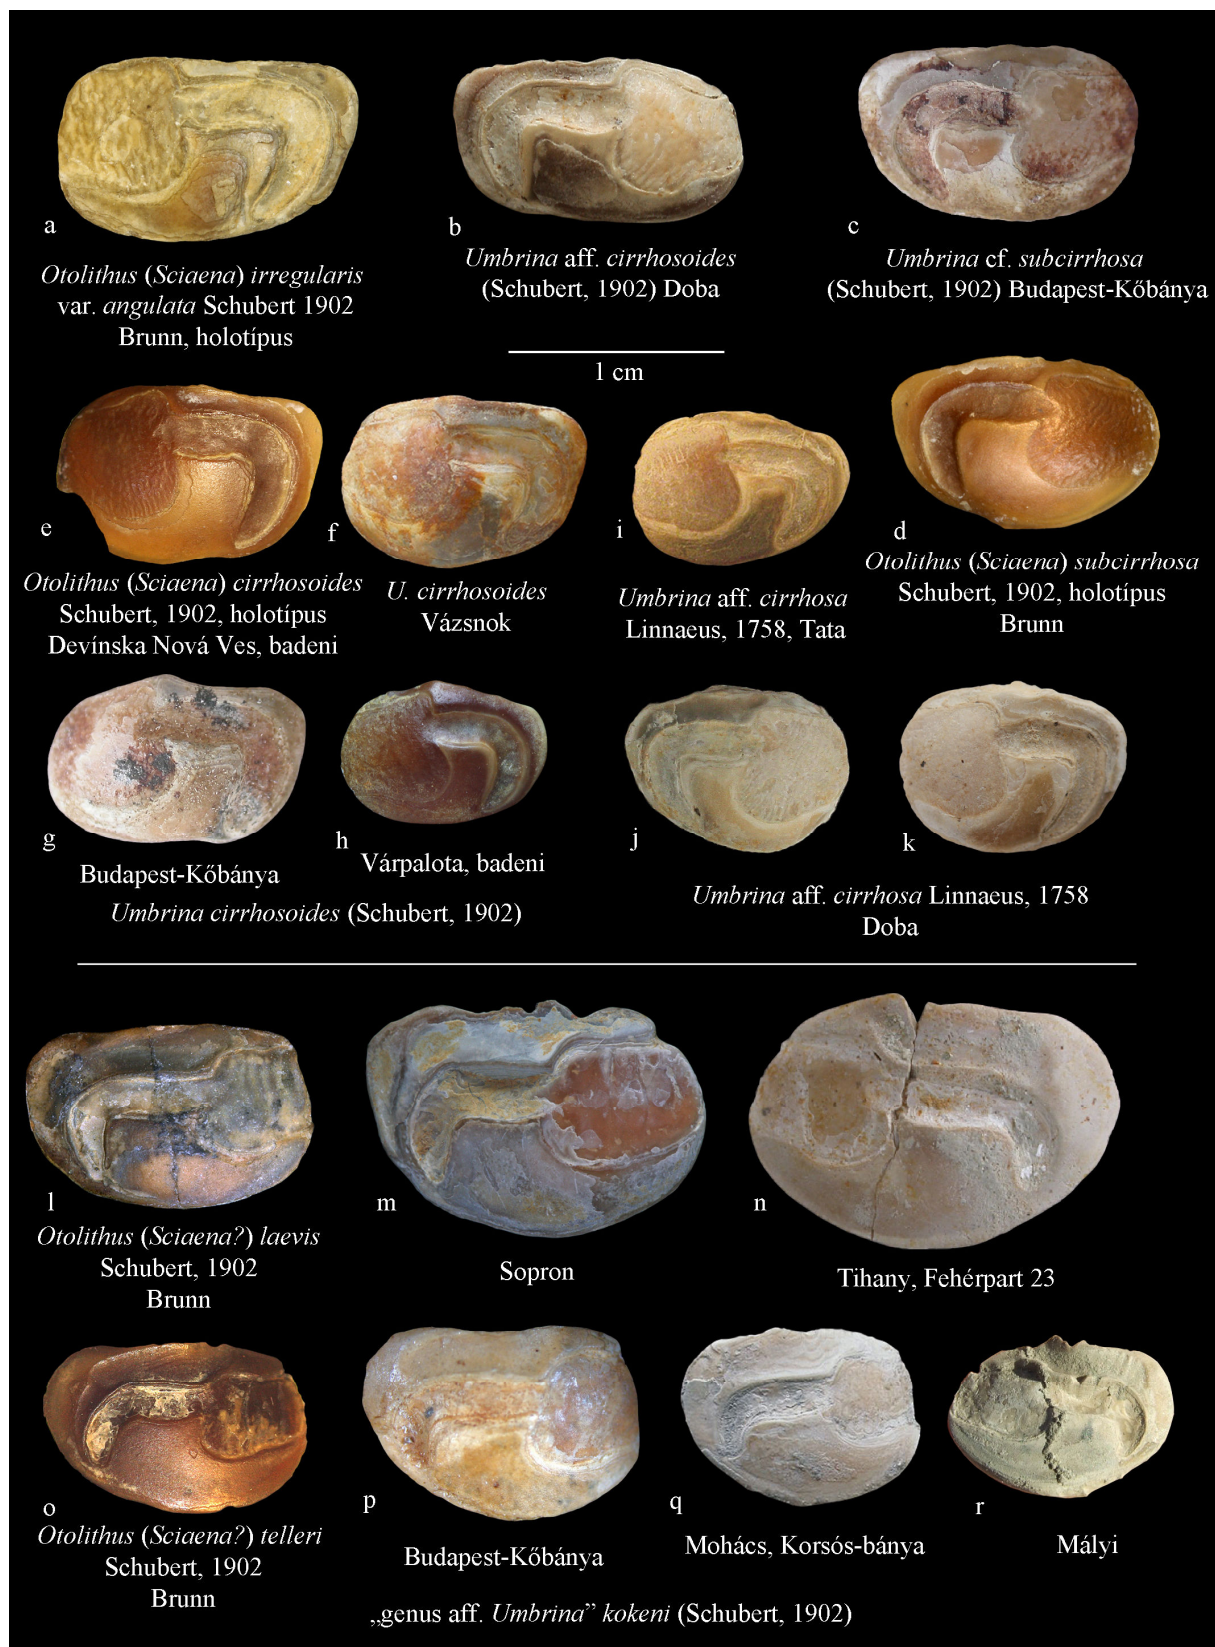 a
Otolithus (Sciaena) irregularis
var. angulata Schubert 1902
Brunn, holotípus
b
Umbrina aff. cirrhosoides
(Schubert, 1902) Doba
c
Umbrina cf. subcirrhosa
(Schubert, 1902) Budapest-Kőbánya
1 cm
e
Otolithus (Sciaena) cirrhosoides
Schubert, 1902, holotípus
Devínska Nová Ves, badeni
f
U. cirrhosoides
Vázsnok
i
Umbrina aff. cirrhosa
Linnaeus, 1758, Tata
d
Otolithus (Sciaena) subcirrhosa
Schubert, 1902, holotípus
Brunn
g
Budapest-Kőbánya
h
Várpalota, badeni
Umbrina cirrhosoides (Schubert, 1902)
j
k
Umbrina aff. cirrhosa Linnaeus, 1758
Doba
l
Otolithus (Sciaena?) laevis
Schubert, 1902
Brunn
m
Sopron
n
Tihany, Fehérpart 23
o
Otolithus (Sciaena?) telleri
Schubert, 1902
Brunn
p
Budapest-Kőbánya
q
Mohács, Korsós-bánya
r
Mályi
„genus aff. Umbrina” kokeni (Schubert, 1902)